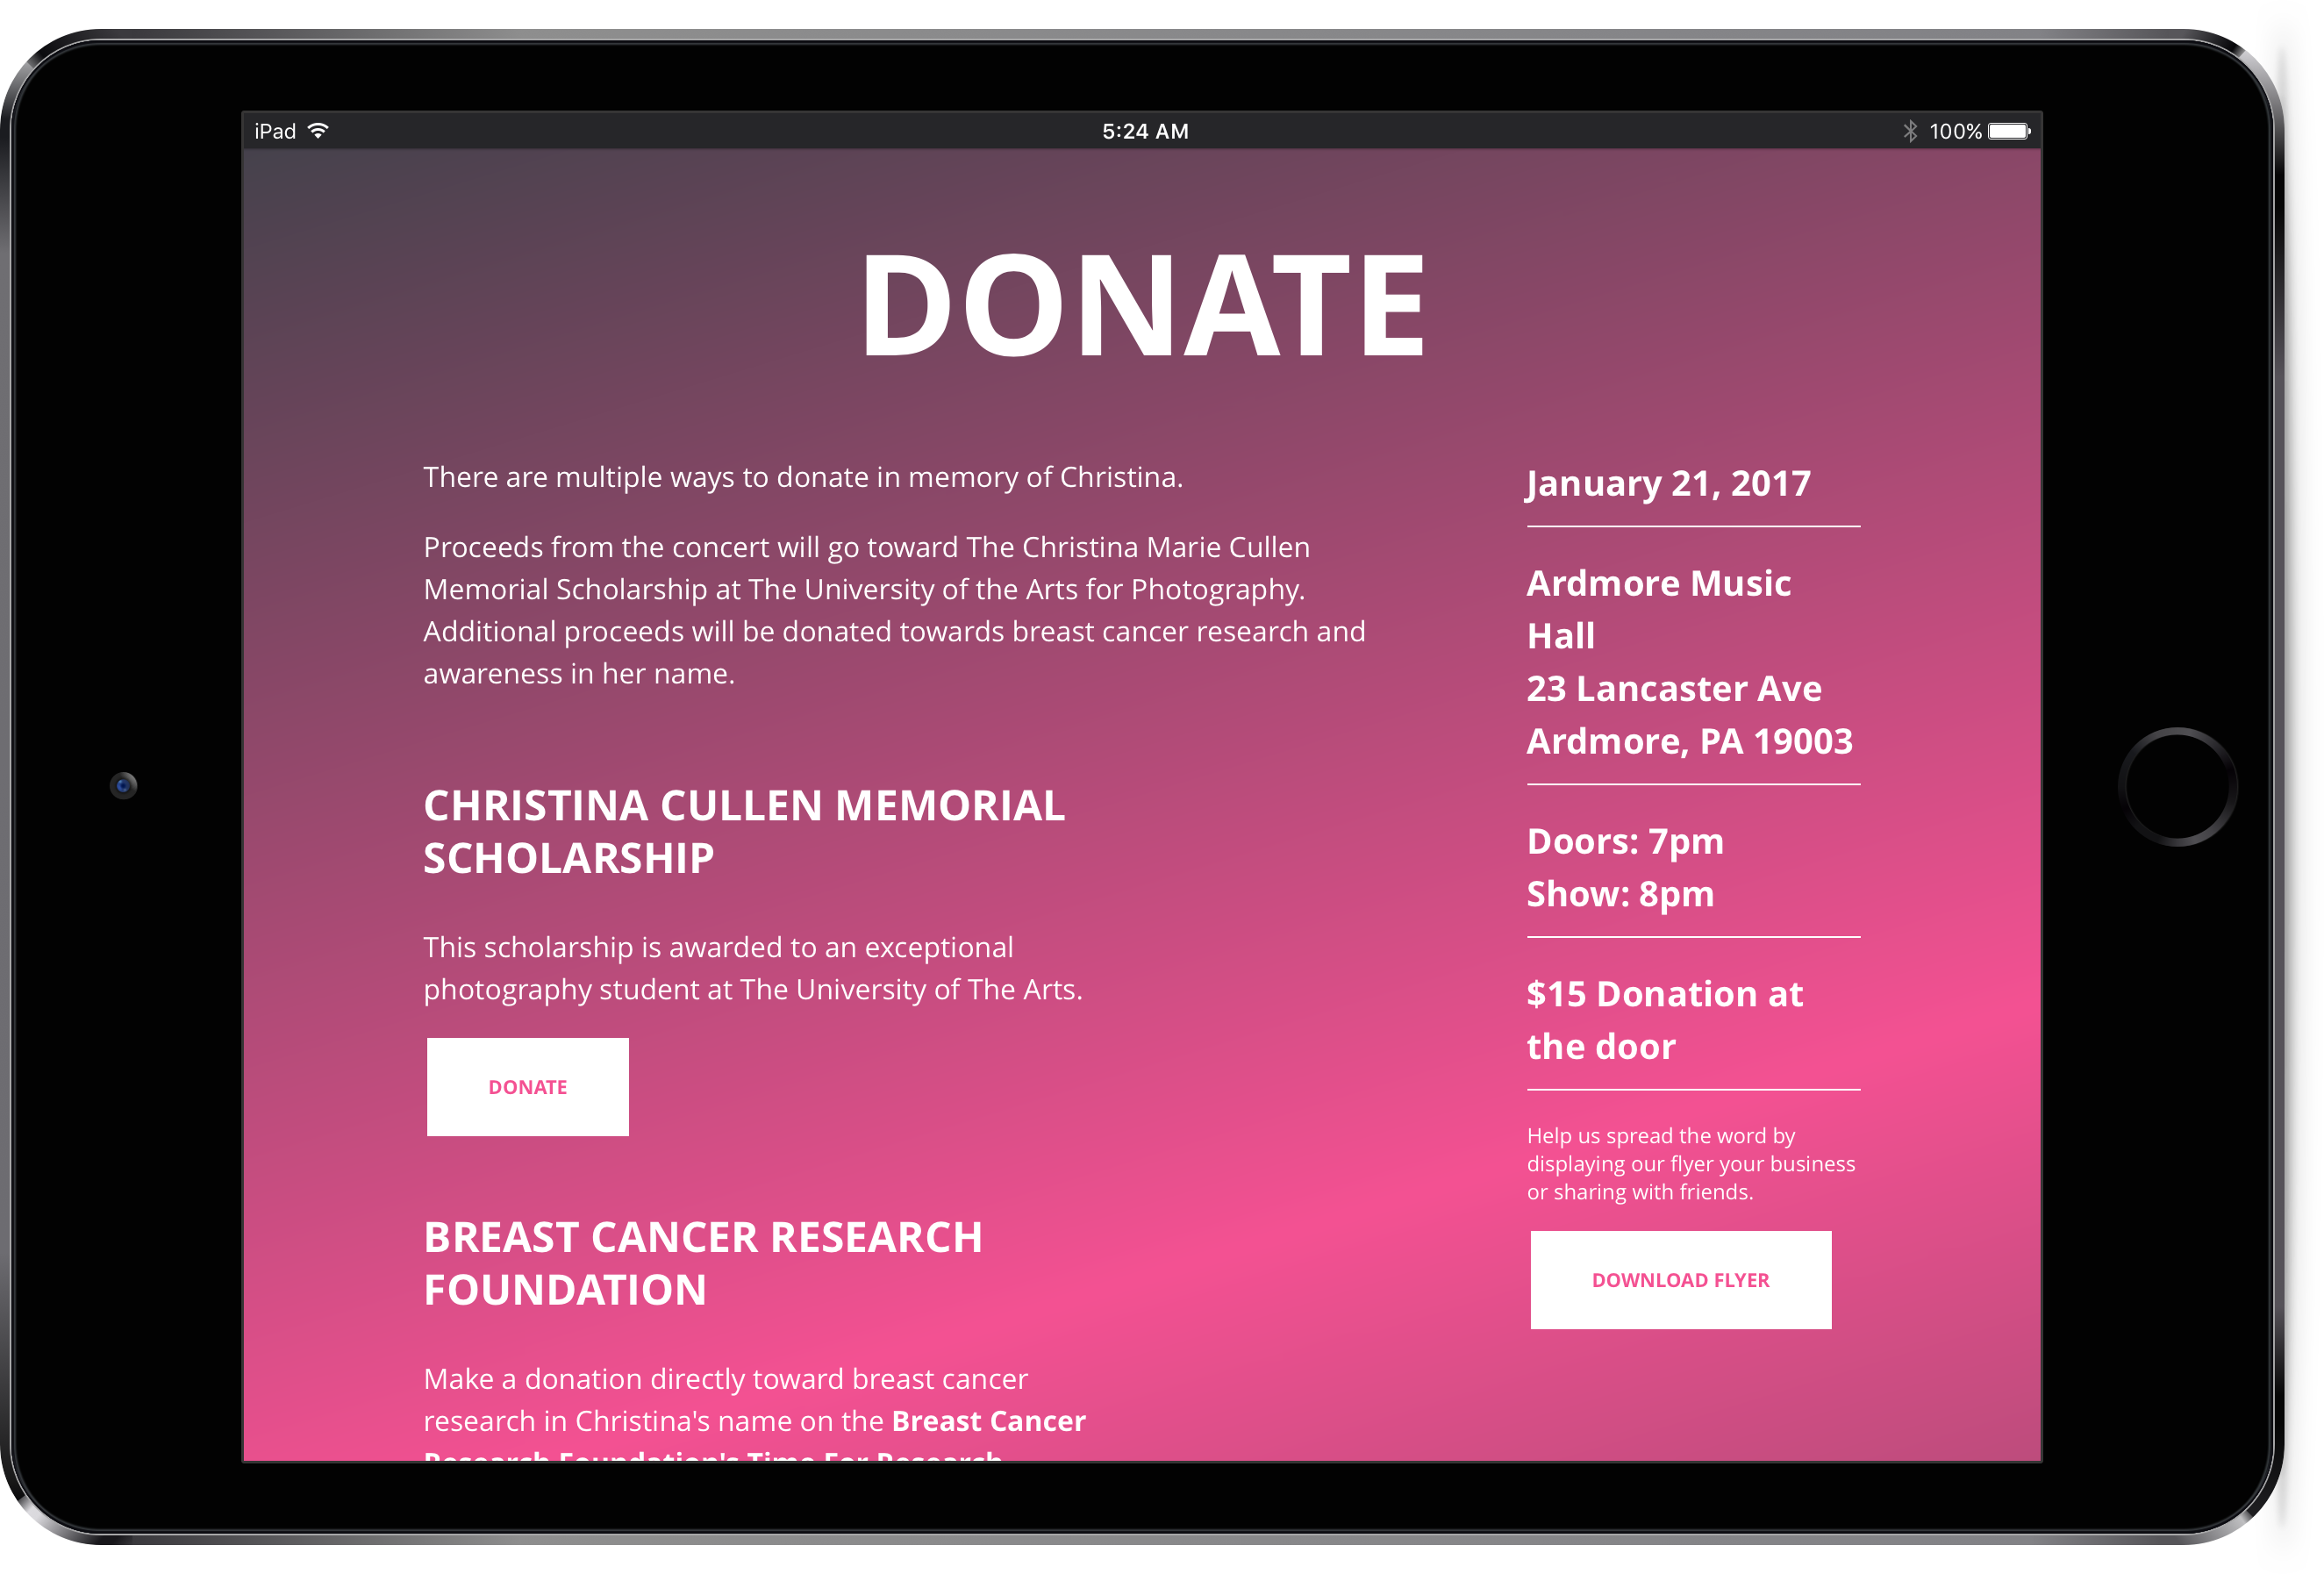 iPad
5:24 AM
100%
DONATE
There are multiple ways to donate in memory of Christina.
Proceeds from the concert will go toward The Christina Marie Cullen
Memorial Scholarship at The University of the Arts for Photography.
Additional proceeds will be donated towards breast cancer research and
awareness in her name.
CHRISTINA CULLEN MEMORIAL
SCHOLARSHIP
This scholarship is awarded to an exceptional
photography student at The University of The Arts.
DONATE
BREAST CANCER RESEARCH
FOUNDATION
Make a donation directly toward breast cancer
research in Christina's name on the Breast Cancer
Research Foundation's Time For Research
January 21, 2017
Ardmore Music
Hall
23 Lancaster Ave
Ardmore, PA 19003
Doors: 7pm
Show: 8pm
$15 Donation at
the door
Help us spread the word by
displaying our flyer your business
or sharing with friends.
DOWNLOAD FLYER